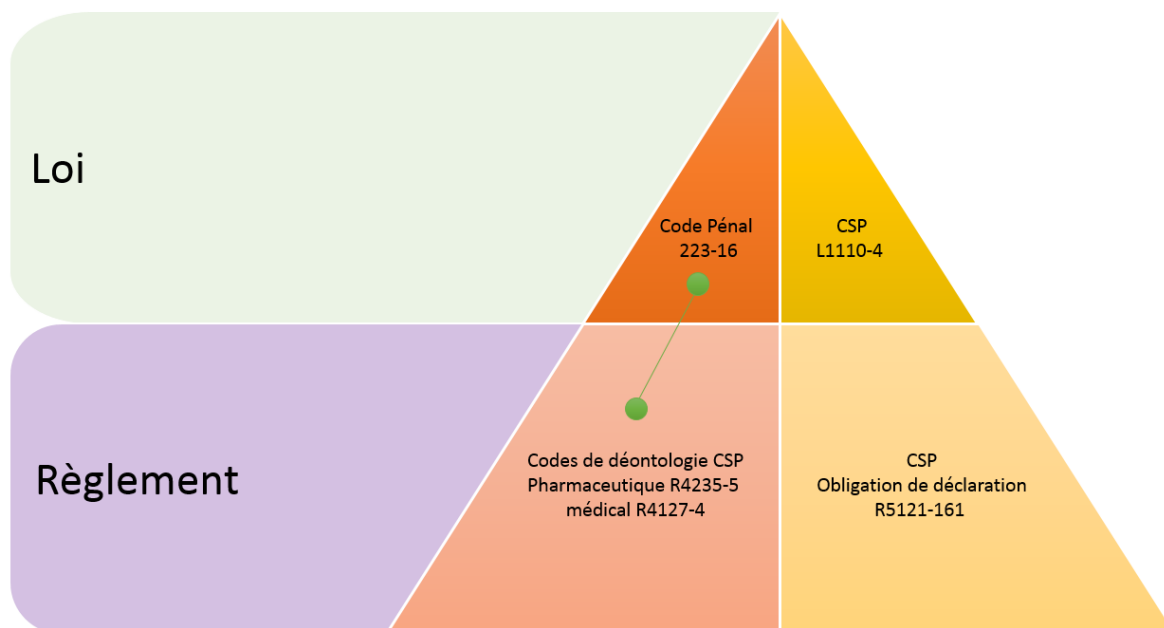 Loi
Code Pénal
223-16
CSP
L1110-4
Règlement
Codes de déontologie CSP
Pharmaceutique R4235-5
médical R4127-4
CSP
Obligation de déclaration
R5121-161